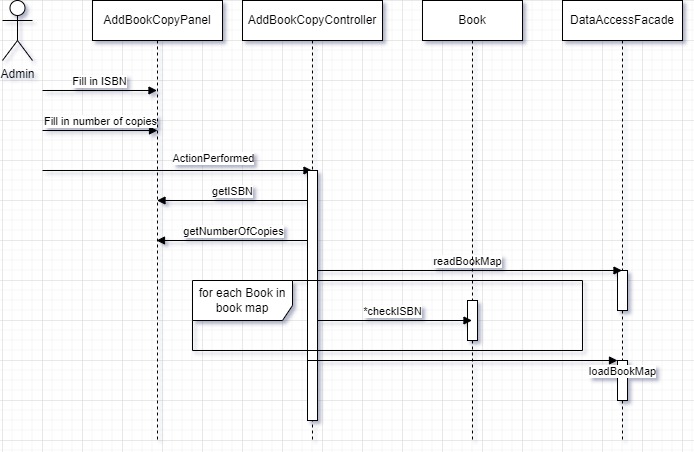 AddBookCopyPanel
AddBookCopyController
Book
DataAccessFacade
Admin
Fill in ISBN
Fill in number of copies
ActionPerformed
getISBN
getNumberOfCopies
readBookMap
for each Book in
book map
*checkISBN
loadBookMap